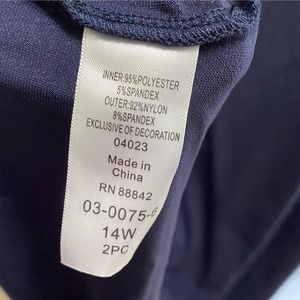 INNER:95%POLYESTER
5%SPANDEX
OUTER:92%NYLON
8%SPANDEX
EXCLUSIVE OF DECORATION
04023
Made in
China
RN 88842
03-0075-6
14W
2PC